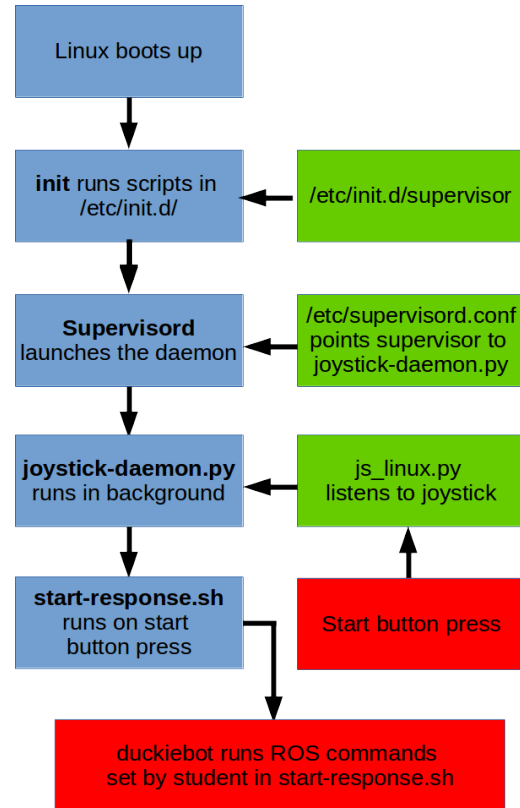 Linux boots up
init runs scripts in
/etc/init.d/
/etc/init.d/supervisor
Supervisord
launches the daemon
/etc/supervisord.conf
points supervisor to
joystick-daemon.py
joystick-daemon.py
runs in background
js_linux.py
listens to joystick
start-response.sh
runs on start
button press
Start button press
duckiebot runs ROS commands
set by student in start-response.sh